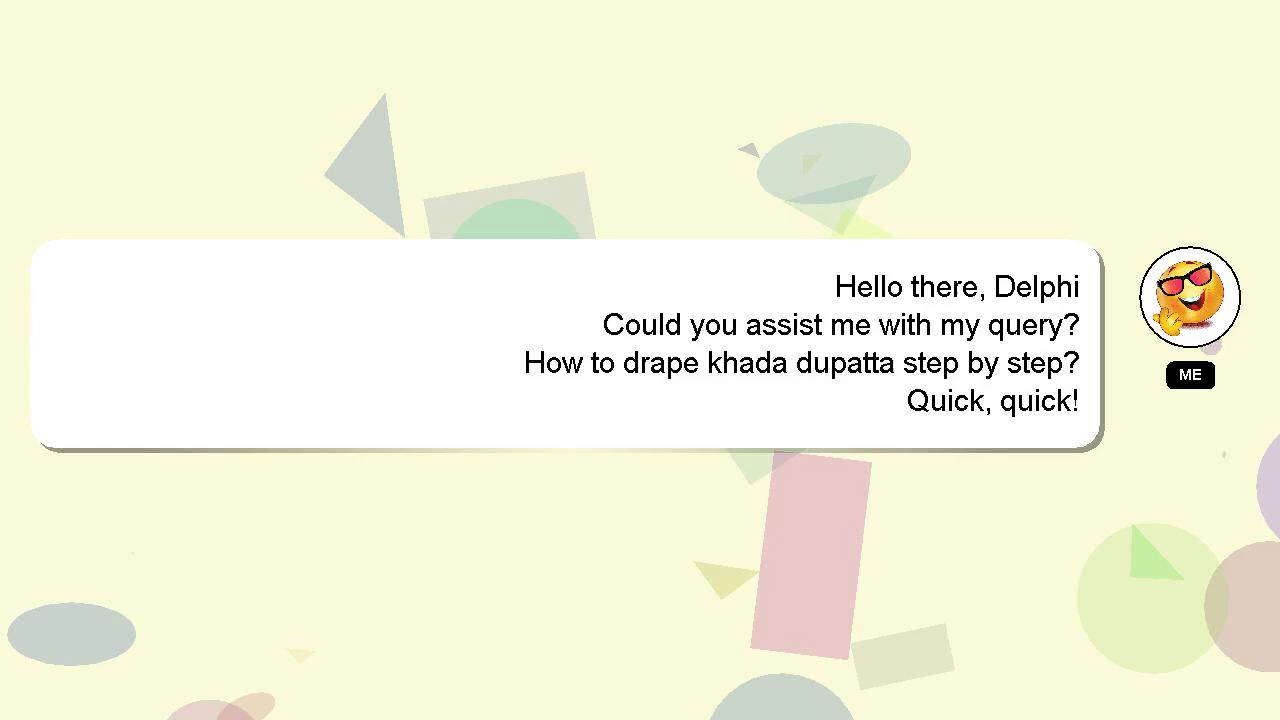 Hello there, Delphi
Could you assist me with my query?
How to drape khada dupatta step by step?
Quick, quick!
ME